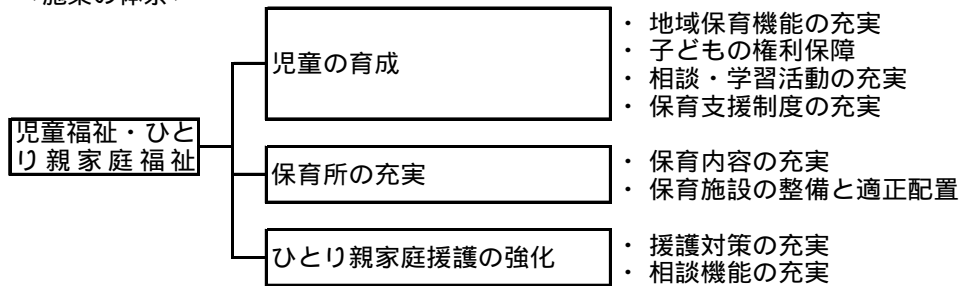 児童の育成
・ 地域保育機能の充実
・ 子どもの権利保障
・ 相談・学習活動の充実
・ 保育支援制度の充実
児童福祉・ひと
り親家庭福祉
保育所の充実
・ 保育内容の充実
・ 保育施設の整備と適正配置
ひとり親家庭援護の強化
・ 援護対策の充実
・ 相談機能の充実